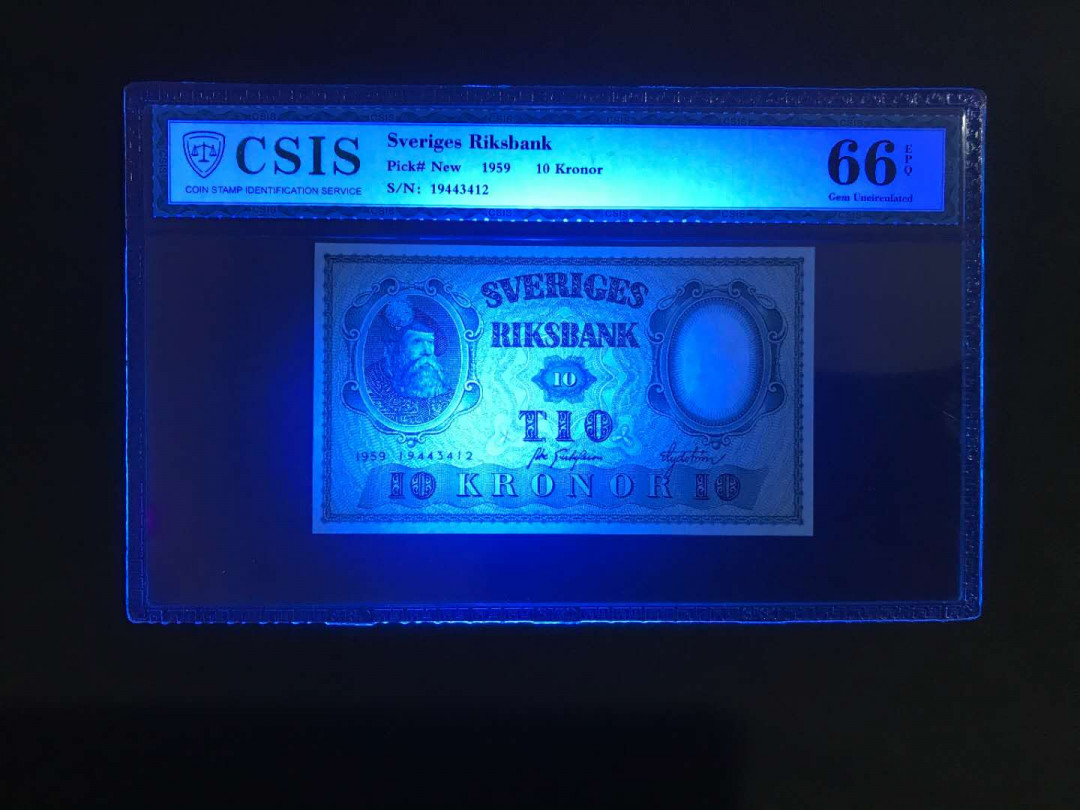 CSIS
COIN STAMP IDENTIFICATION SERVICE
Sveriges Riksbank
Pick# New 1959 10 Kronor
S/N: 19443412
66 EPQ
Gem Uncirculated
SVERIGES
RIKSBANK
10
TIO
1959 19443412
10 KRONOR 10